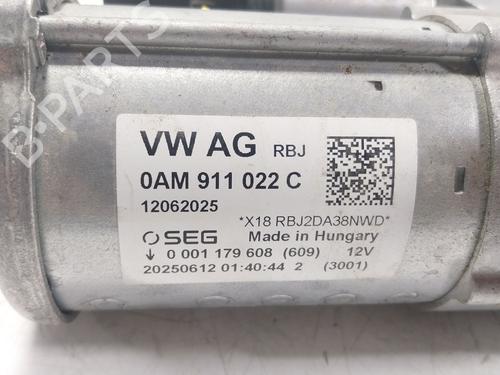 B-PARTS
VW AG RBJ
0AM 911 022 C
12062025
*X18 RBJ2DA38NWD*
SEG Made in Hungary
↓ 0 001 179 608 (609) 12V
20250612 01:40:44 2 (3001)